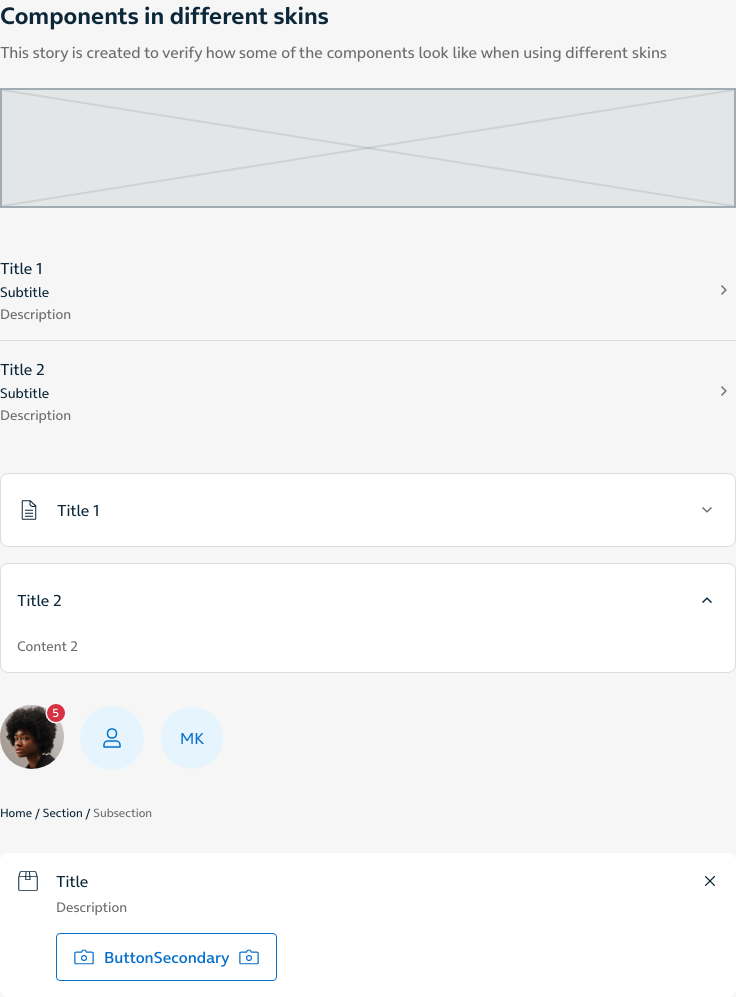 Components in different skins
This story is created to verify how some of the components look like when using different skins
Title 1
Subtitle
Description
Title 2
Subtitle
Description
Title 1
Title 2
Content 2
5
MK
Home / Section / Subsection
Title
Description
ButtonSecondary